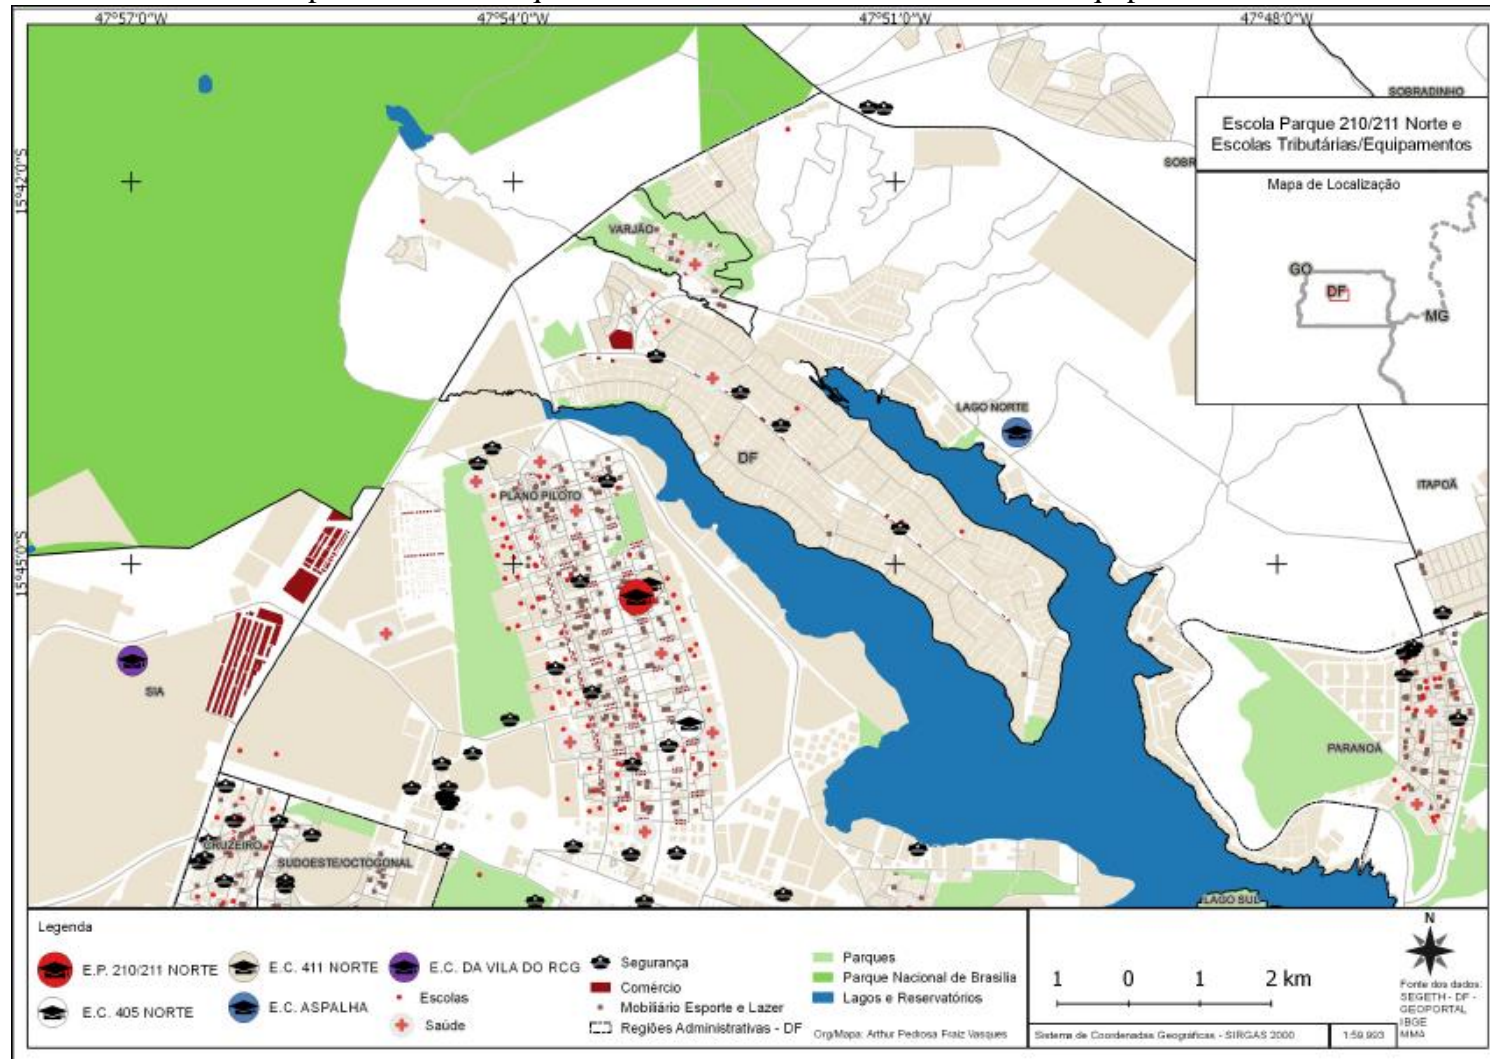 47°57'0"W
47°54'0"W
47°51'0"W
47°48'0"W
15°42'0"S
15°45'0"S
SOBRADINHO
SOBR
Escola Parque 210/211 Norte e
Escolas Tributárias/Equipamentos
Mapa de Localização
GO
DF
MG
VARJÃO
LAGO NORTE
DF
ITAPOÃ
PLANO PILOTO
SIA
PARANOÁ
CRUZEIRO
SUDOESTE/OCTOGONAL
LAGO SUL
Legenda
E.P. 210/211 NORTE
E.C. 411 NORTE
E.C. DA VILA DO RCG
E.C. 405 NORTE
E.C. ASPALHA
Escolas
Saúde
Segurança
Comércio
Mobiliário Esporte e Lazer
Regiões Administrativas - DF
Parques
Parque Nacional de Brasília
Lagos e Reservatórios
Org/Mapa: Arthur Pedrosa Fraiz Vasques
1 0 1 2 km
Sistema de Coordenadas Geográficas - SIRGAS 2000
1:59.993
N
Fonte dos dados:
SEGETH - DF -
GEOPORTAL
IBGE
MMA